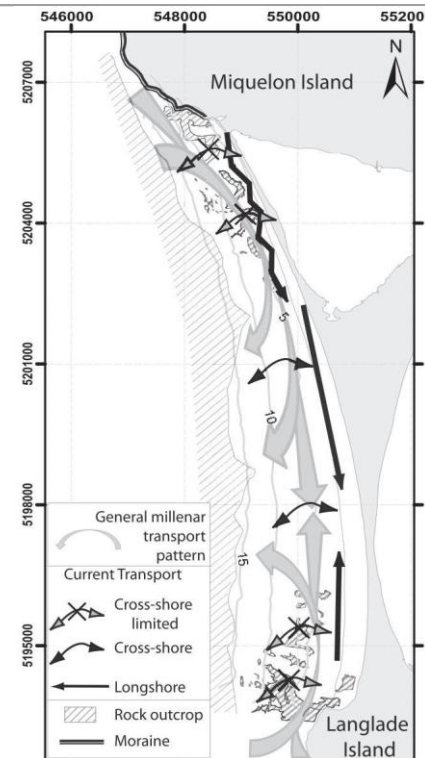 546000 548000 550000 55200
N
Miquelon Island
5207000
5204000
5
5201000
10
5198000
15
5195000
General millenar
transport
pattern
Current Transport
Cross-shore
limited
Cross-shore
Longshore
Rock outcrop
Moraine
Langlade
Island